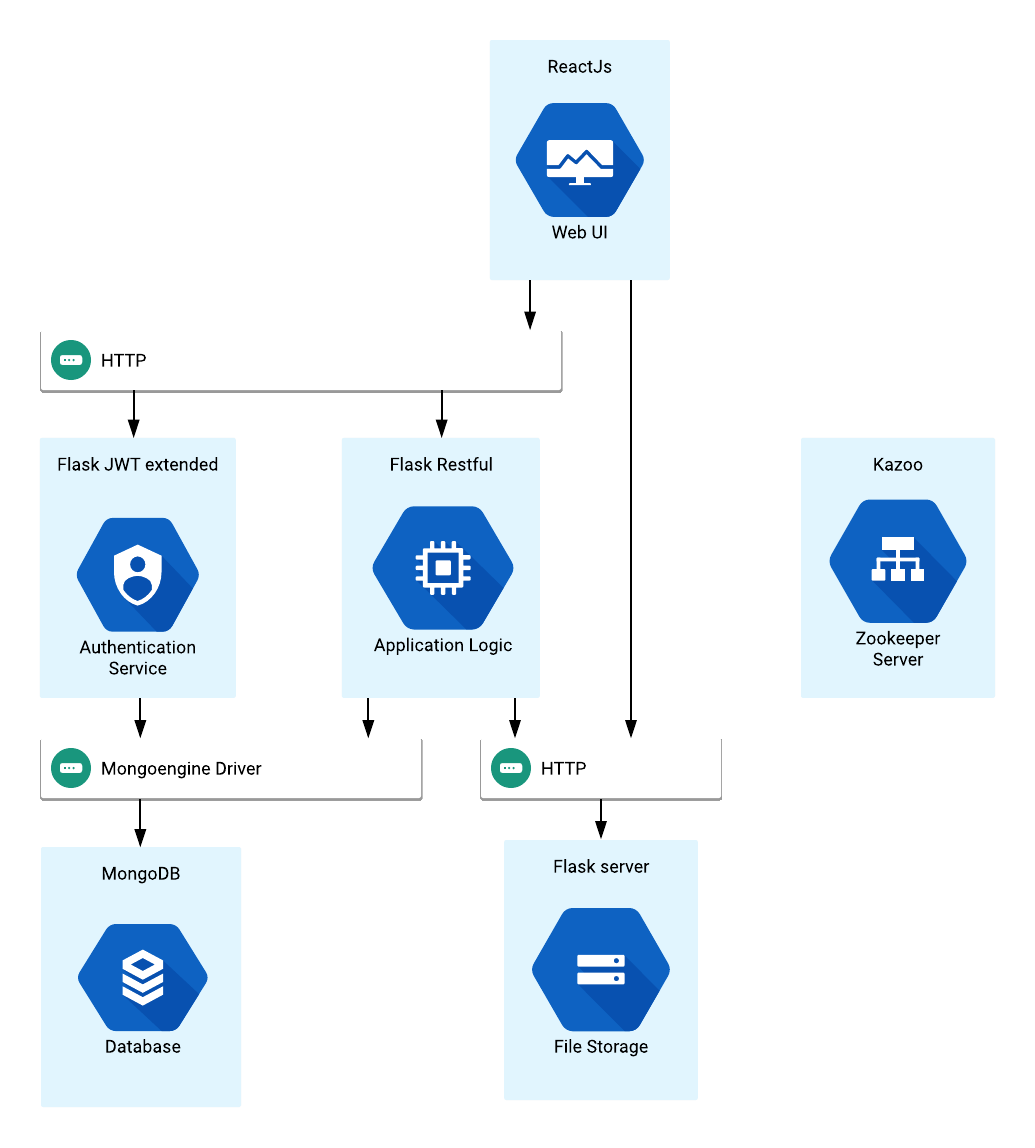 ReactJs
Web UI
HTTP
Flask JWT extended
Authentication
Service
Flask Restful
Application Logic
Kazoo
Zookeeper
Server
Mongoengine Driver
HTTP
MongoDB
Database
Flask server
File Storage